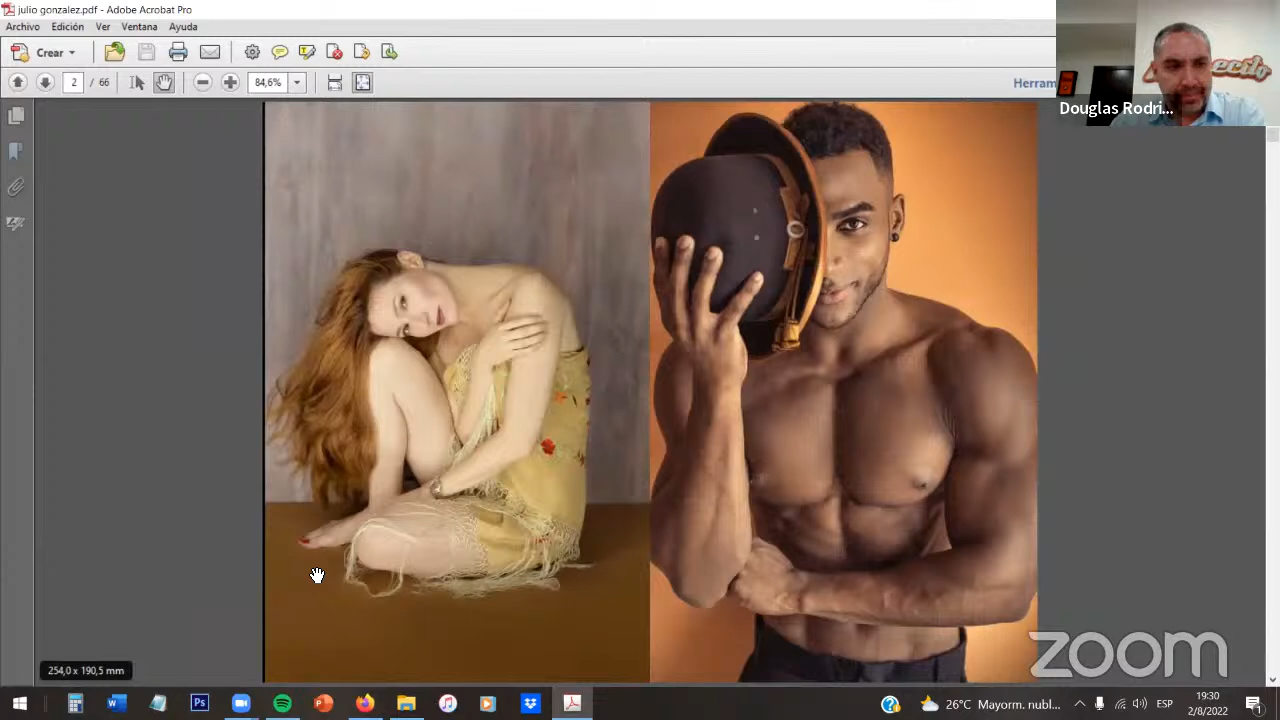 julio gonzalez.pdf - Adobe Acrobat Pro
Archivo Edición Ver Ventana Ayuda
Crear
2 / 66 84,6% Herram
Douglas Rodri...
254,0 x 190,5 mm
zoom
26°C Mayorm. nubl... ESP 19:30
2/8/2022